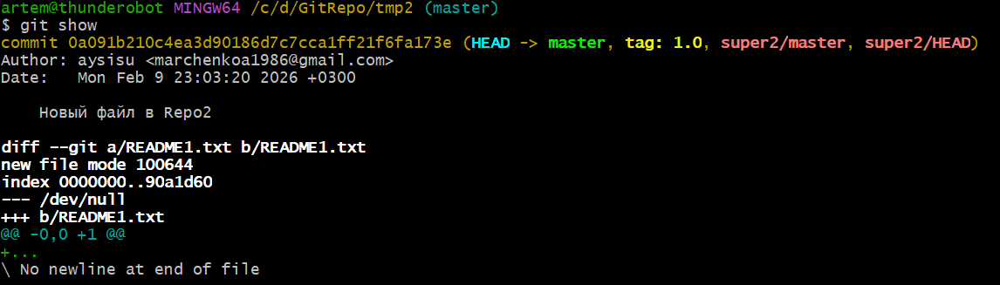 artem@thunderobot MINGW64 /c/d/GitRepo/tmp2 (master)
$ git show
commit 0a091b210c4ea3d90186d7c7cca1ff21f6fa173e (HEAD -> master, tag: 1.0, super2/master, super2/HEAD)
Author: aysisu <marchenkoa1986@gmail.com>
Date:   Mon Feb 9 23:03:20 2026 +0300
    Новый файл в Repo2
diff --git a/README1.txt b/README1.txt
new file mode 100644
index 0000000..90a1d60
--- /dev/null
+++ b/README1.txt
@@ -0,0 +1 @@
+...
\ No newline at end of file